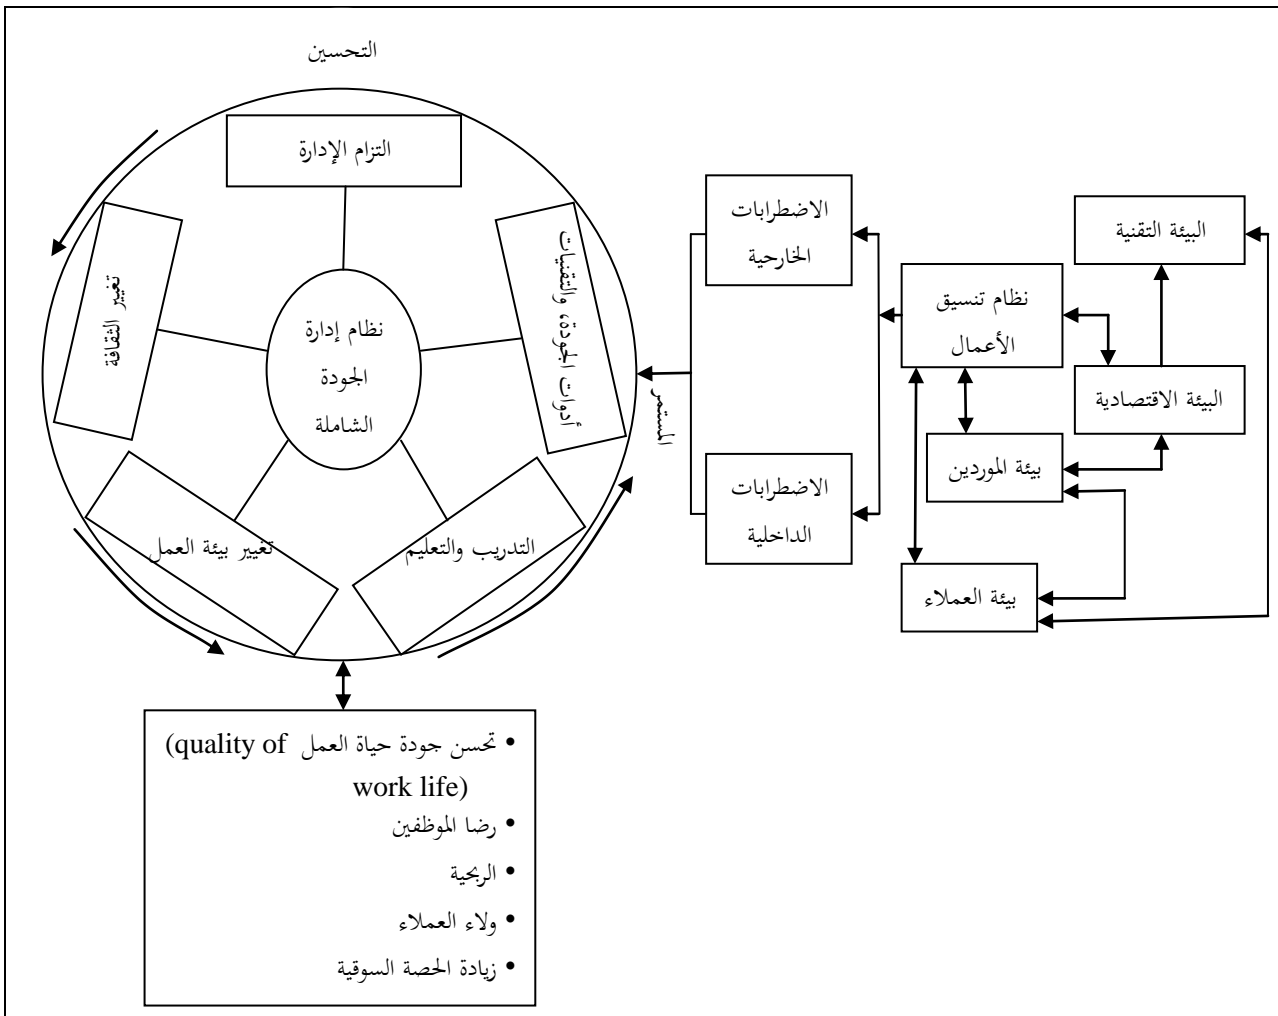 التحسين
التزام الإدارة
الاضطرابات
الخارحية
البيئة التقنية
نظام تنسيق
الأعمال
أدوات الجودة، والتقنيات
تغيير الثقافة
نظام إدارة
الجودة
الشاملة
المستمر
البيئة الاقتصادية
بيئة الموردين
الاضطرابات
الداخلية
التدريب والتعليم
تغيير بيئة العمل
بيئة العملاء
• تحسن جودة حياة العمل (quality of
work life)
• رضا الموظفين
• الربحية
• ولاء العملاء
• زيادة الحصة السوقية